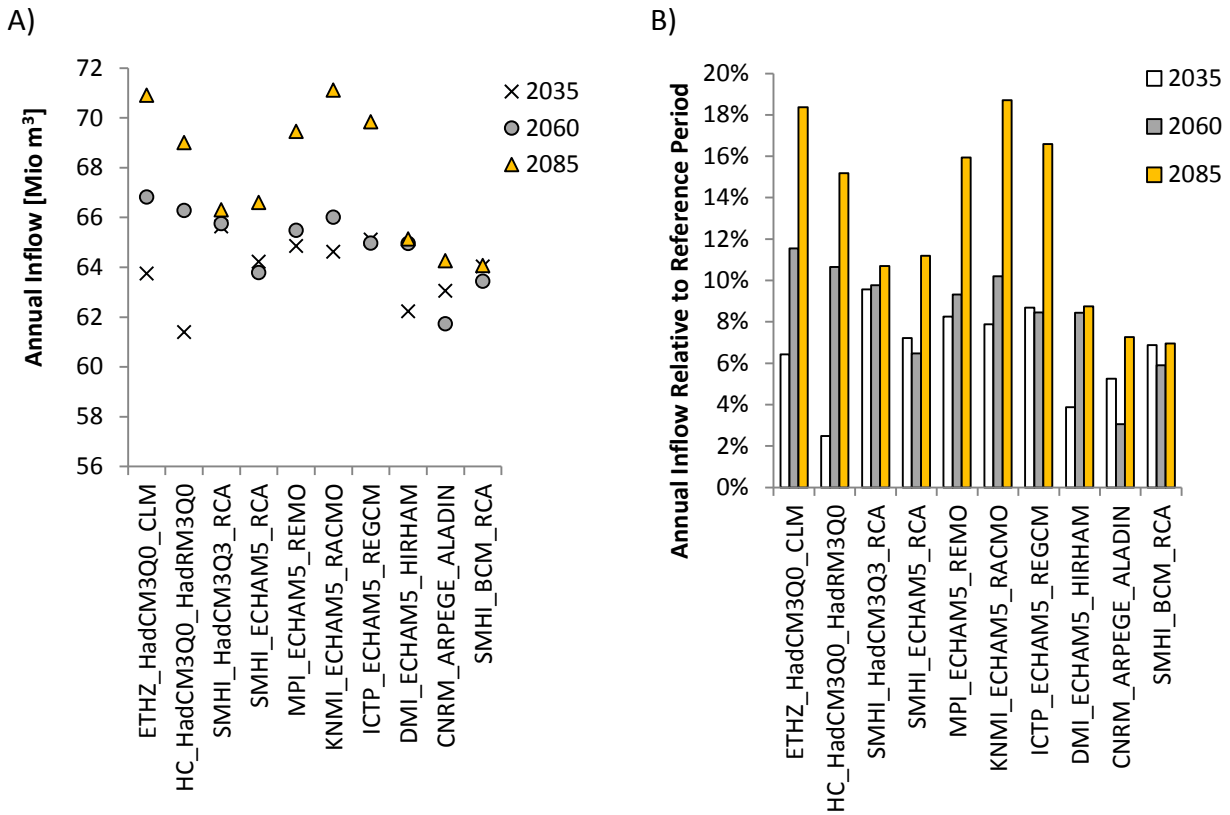 A)
Annual Inflow [Mio m³]
72
70
68
66
64
62
60
58
56
2035
2060
2085
ETHZ_HadCM3Q0_CLM
HC_HadCM3Q0_HadRM3Q0
SMHI_HadCM3Q3_RCA
SMHI_ECHAM5_RCA
MPI_ECHAM5_REMO
KNMI_ECHAM5_RACMO
ICTP_ECHAM5_REGCM
DMI_ECHAM5_HIRHAM
CNRM_ARPEGE_ALADIN
SMHI_BCM_RCA
B)
Annual Inflow Relative to Reference Period
20%
18%
16%
14%
12%
10%
8%
6%
4%
2%
0%
2035
2060
2085
ETHZ_HadCM3Q0_CLM
HC_HadCM3Q0_HadRM3Q0
SMHI_HadCM3Q3_RCA
SMHI_ECHAM5_RCA
MPI_ECHAM5_REMO
KNMI_ECHAM5_RACMO
ICTP_ECHAM5_REGCM
DMI_ECHAM5_HIRHAM
CNRM_ARPEGE_ALADIN
SMHI_BCM_RCA